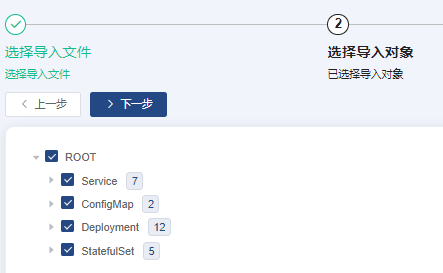 2
选择导入文件
选择导入对象
选择导入文件
已选择导入对象
上一步
下一步
ROOT
Service 7
ConfigMap 2
Deployment 12
StatefulSet 5